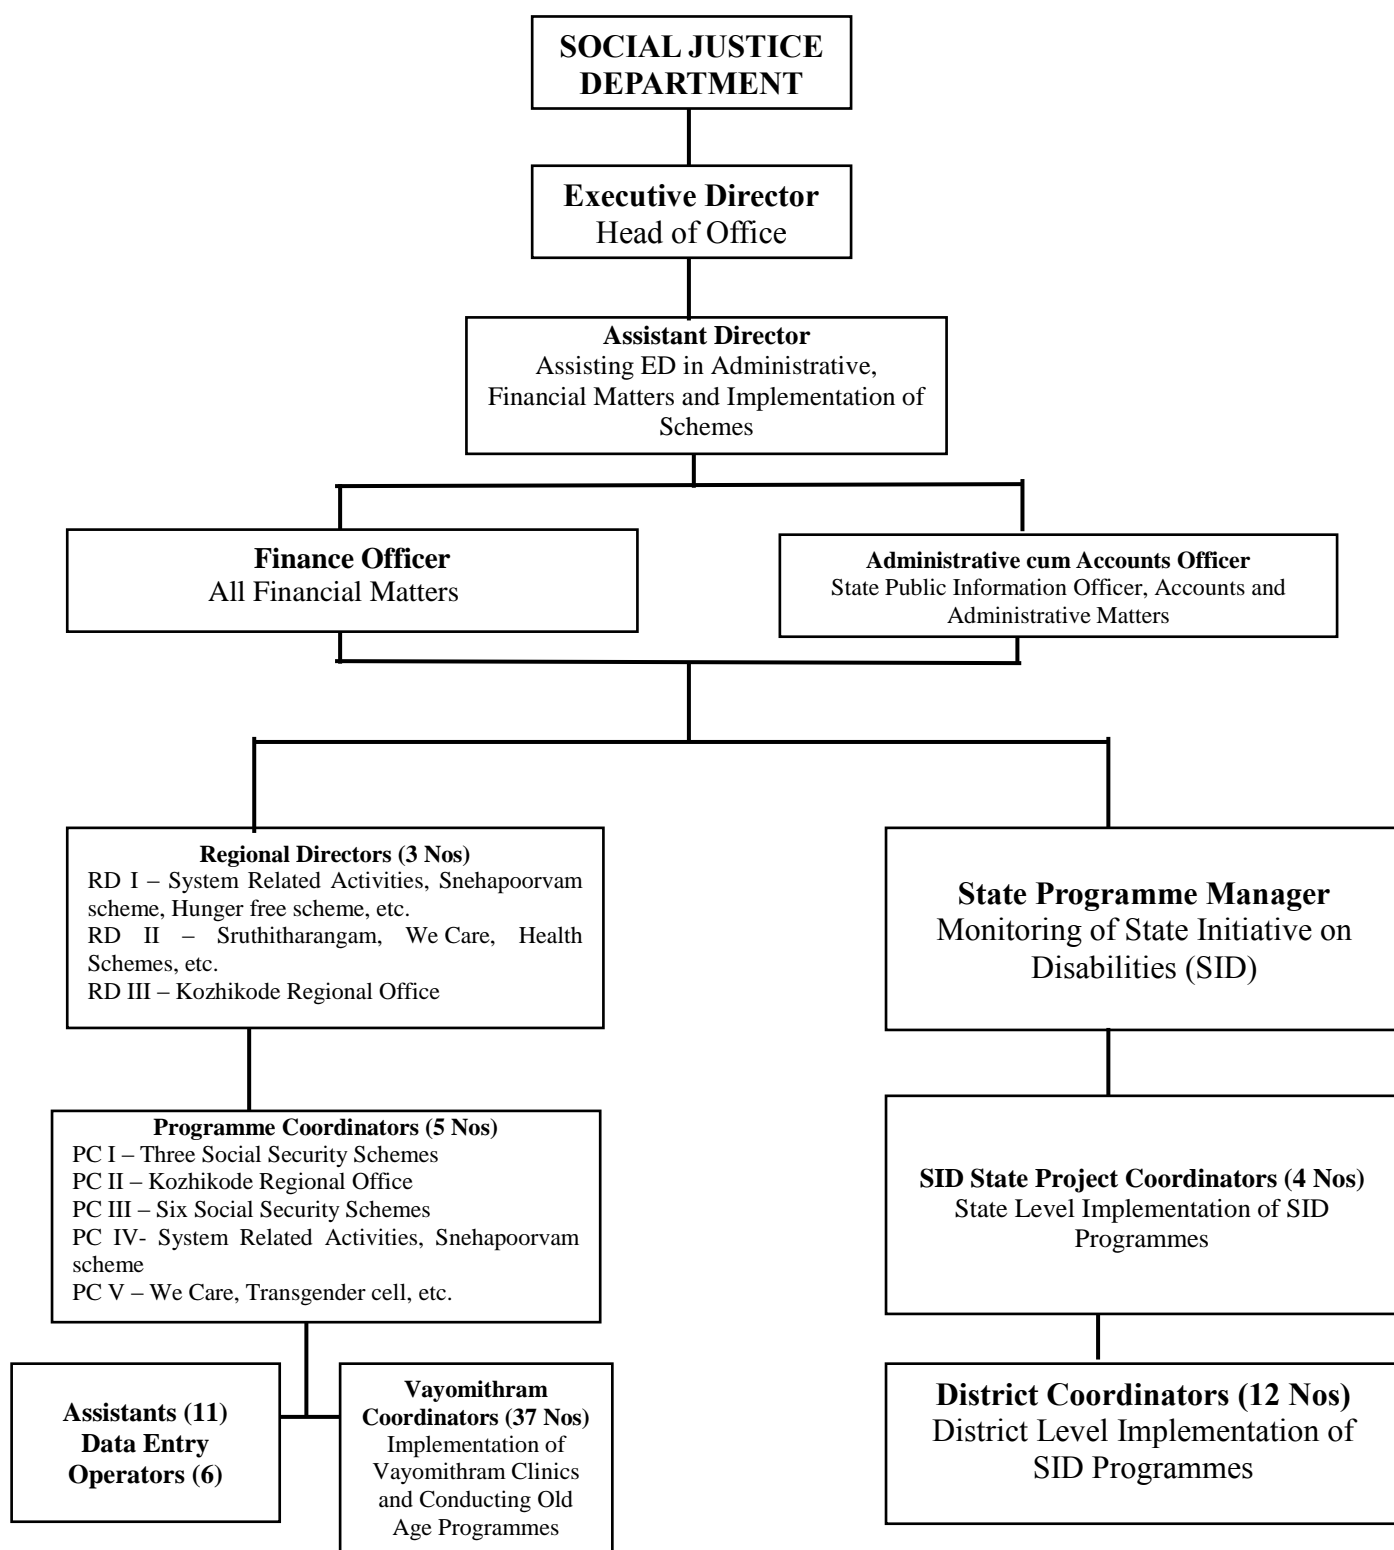 SOCIAL JUSTICE
DEPARTMENT
Executive Director
Head of Office
Assistant Director
Assisting ED in Administrative,
Financial Matters and Implementation of
Schemes
Finance Officer
All Financial Matters
Administrative cum Accounts Officer
State Public Information Officer, Accounts and
Administrative Matters
Regional Directors (3 Nos)
RD I – System Related Activities, Snehapoorvam
scheme, Hunger free scheme, etc.
RD II – Sruthitharangam, We Care, Health
Schemes, etc.
RD III – Kozhikode Regional Office
State Programme Manager
Monitoring of State Initiative on
Disabilities (SID)
Programme Coordinators (5 Nos)
PC I – Three Social Security Schemes
PC II – Kozhikode Regional Office
PC III – Six Social Security Schemes
PC IV- System Related Activities, Snehapoorvam
scheme
PC V – We Care, Transgender cell, etc.
SID State Project Coordinators (4 Nos)
State Level Implementation of SID
Programmes
Assistants (11)
Data Entry
Operators (6)
Vayomithram
Coordinators (37 Nos)
Implementation of
Vayomithram Clinics
and Conducting Old
Age Programmes
District Coordinators (12 Nos)
District Level Implementation of
SID Programmes